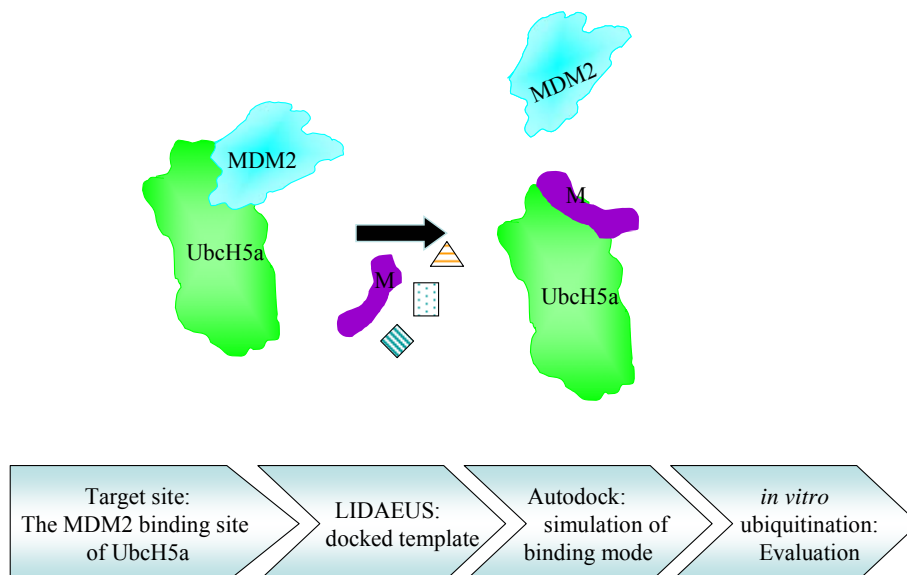 MDM2
MDM2
UbcH5a
M
M
UbcH5a
Target site:
The MDM2 binding site
of UbcH5a
LIDAEUS:
docked template
Autodock:
simulation of
binding mode
in vitro
ubiquitination:
Evaluation